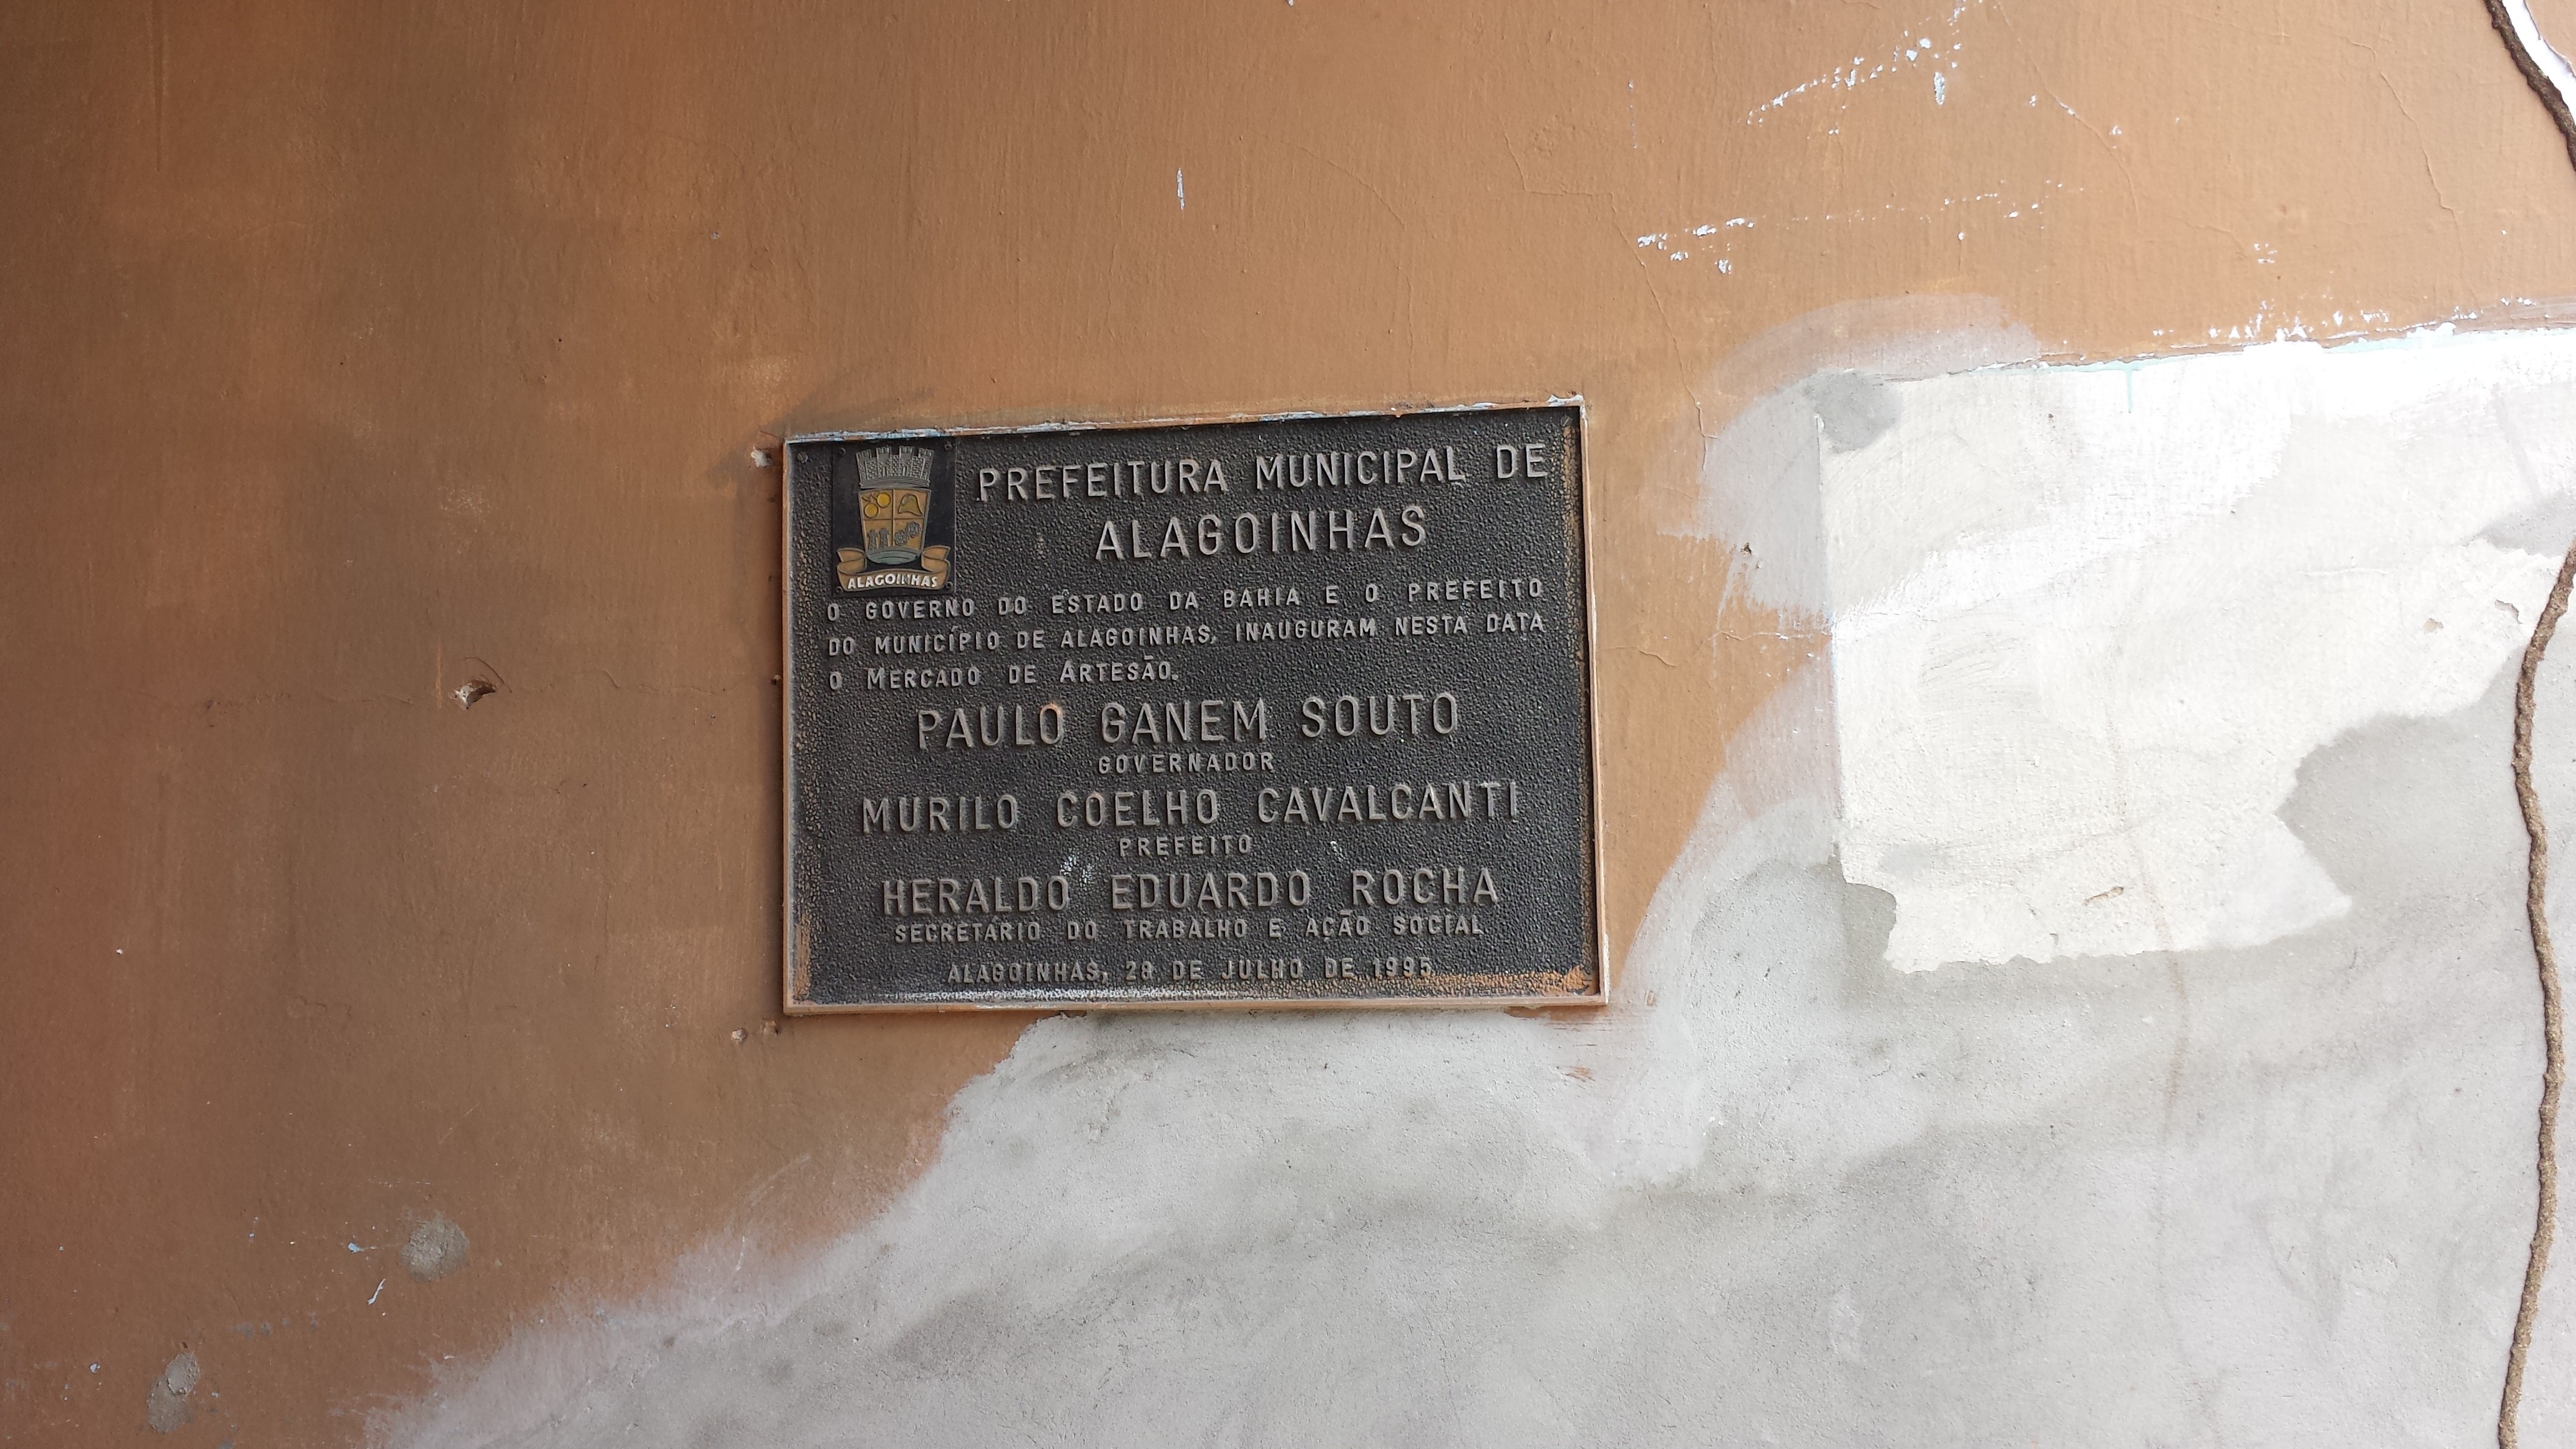 PREFEITURA MUNICIPAL DE
ALAGOINHAS
ALAGOINHAS
O GOVERNO DO ESTADO DA BAHIA E O PREFEITO
DO MUNICÍPIO DE ALAGOINHAS, INAUGURAM NESTA DATA
O MERCADO DE ARTESÃO.
PAULO GANEM SOUTO
GOVERNADOR
MURILO COELHO CAVALCANTI
PREFEITO
HERALDO EDUARDO ROCHA
SECRETARIO DO TRABALHO E AÇÃO SOCIAL
ALAGOINHAS, 28 DE JULHO DE 1995